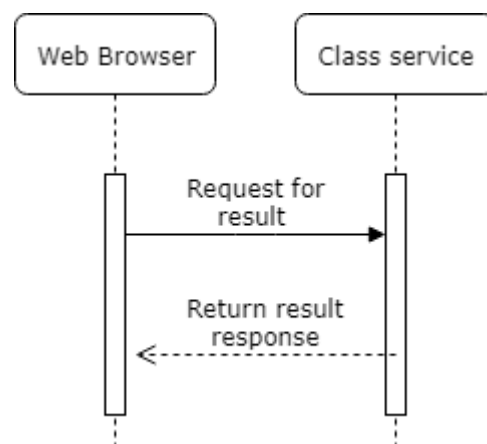 Web Browser
Class service
Request for
result
Return result
response